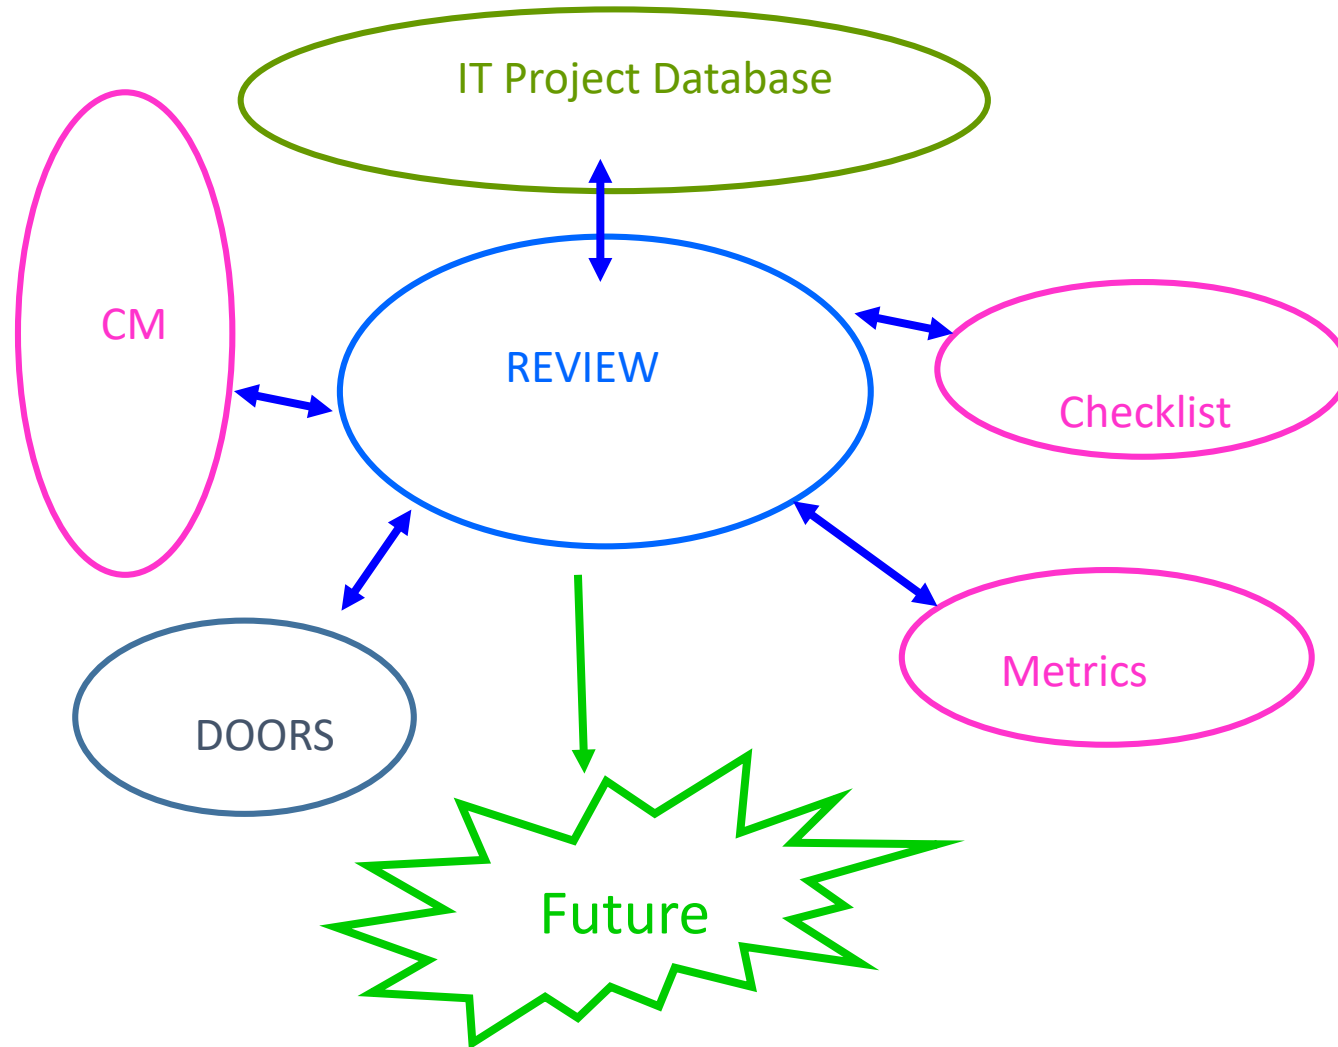 IT Project Database
CM
REVIEW
Checklist
Metrics
DOORS
Future